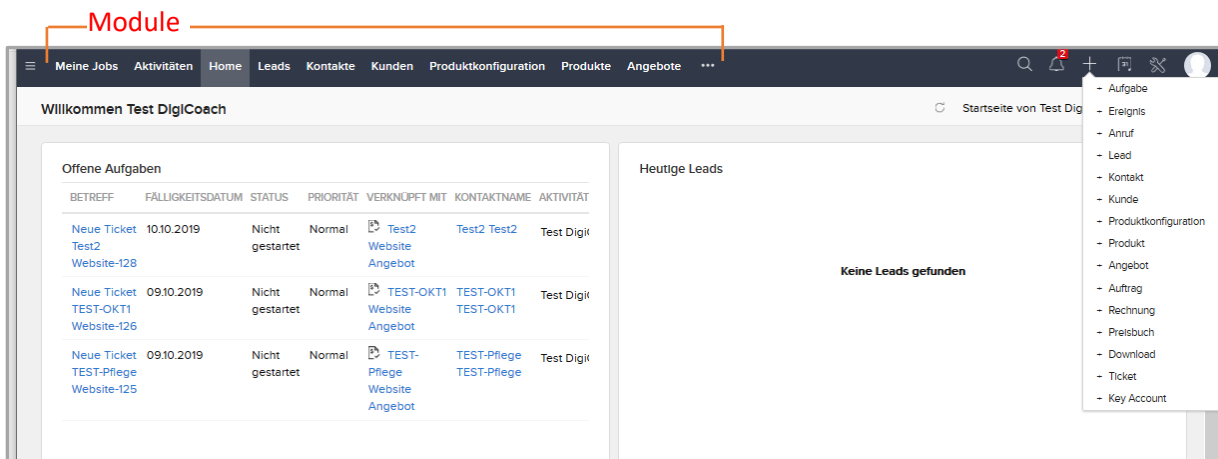 Module
Meine Jobs Aktivitäten Home Leads Kontakte Kunden Produktkonfiguration Produkte Angebote ••• 2 31
Willkommen Test DigiCoach Startseite von Test Dig
Offene Aufgaben
BETREFF FÄLLIGKEITSDATUM STATUS PRIORITÄT VERKNÜPFT MIT KONTAKTNAME AKTIVITÄT
Neue Ticket 10.10.2019 Nicht Normal Test2 Test2 Test2 Test Digi
Test2 gestartet Website
Website-128 Angebot
Neue Ticket 09.10.2019 Nicht Normal TEST-OKT1 TEST-OKT1 Test Digi
TEST-OKT1 gestartet Website TEST-OKT1
Website-126 Angebot
Neue Ticket 09.10.2019 Nicht Normal TEST- TEST-Pflege Test Digi
TEST-Pflege gestartet Pflege TEST-Pflege
Website-125 Website
Angebot
Heutige Leads
Keine Leads gefunden
+ Aufgabe
+ Ereignis
+ Anruf
+ Lead
+ Kontakt
+ Kunde
+ Produktkonfiguration
+ Produkt
+ Angebot
+ Auftrag
+ Rechnung
+ Preisbuch
+ Download
+ Ticket
+ Key Account